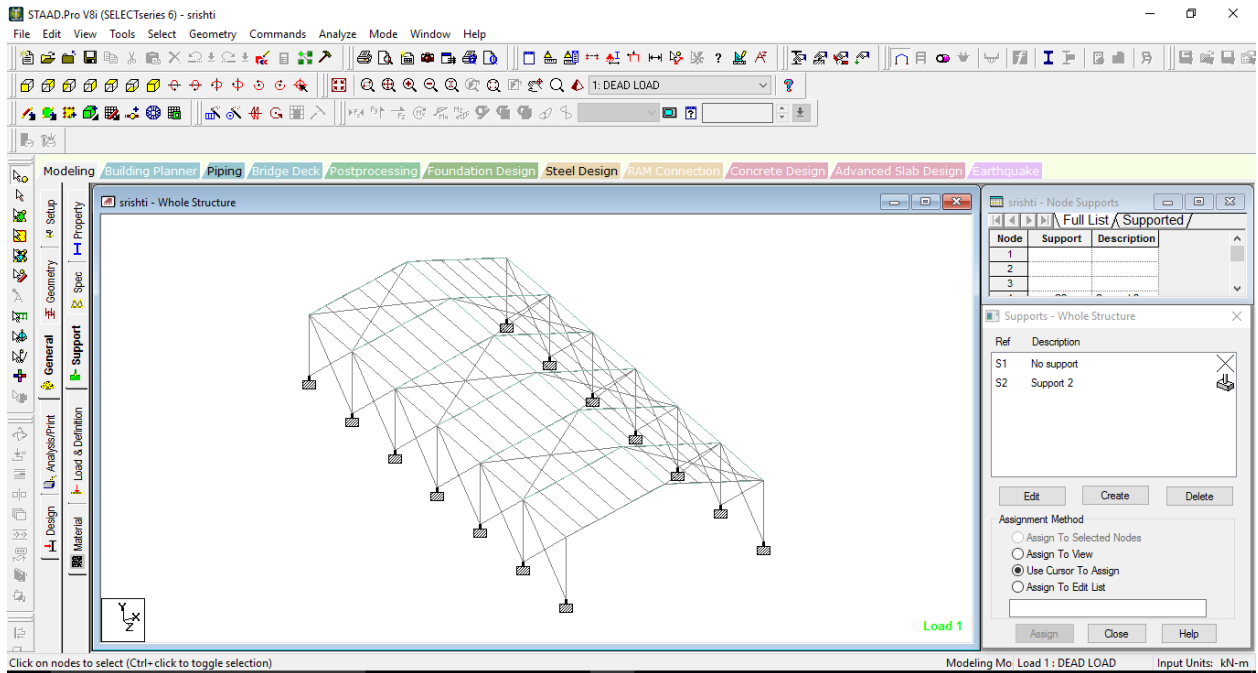 STAAD.Pro V8i (SELECTseries 6) - srishti
File Edit View Tools Select Geometry Commands Analyze Mode Window Help
1: DEAD LOAD
Modeling Building Planner Piping Bridge Deck Postprocessing Foundation Design Steel Design RAM Connection Concrete Design Advanced Slab Design Earthquake
Setup
Geometry
General
Analysis/Print
Design
Property
Spec
Support
Load & Definition
Material
srishti - Whole Structure
Y
X
Z
Load 1
srishti - Node Supports
Full List Supported
Node Support Description
1
2
3
Supports - Whole Structure
Ref Description
S1 No support
S2 Support 2
Edit Create Delete
Assignment Method
Assign To Selected Nodes
Assign To View
Use Cursor To Assign
Assign To Edit List
Assign Close Help
Click on nodes to select (Ctrl+click to toggle selection) Modeling Mo Load 1 : DEAD LOAD Input Units: kN-m